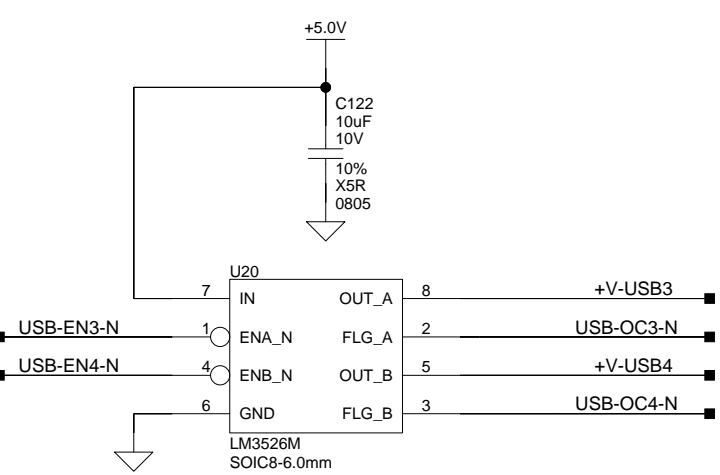 +5.0V
C122
10uF
10V
10%
X5R
0805
U20
7 IN OUT_A 8 +V-USB3
USB-EN3-N 1 ENA_N FLG_A 2 USB-OC3-N
USB-EN4-N 4 ENB_N OUT_B 5 +V-USB4
6 GND FLG_B 3 USB-OC4-N
LM3526M
SOIC8-6.0mm